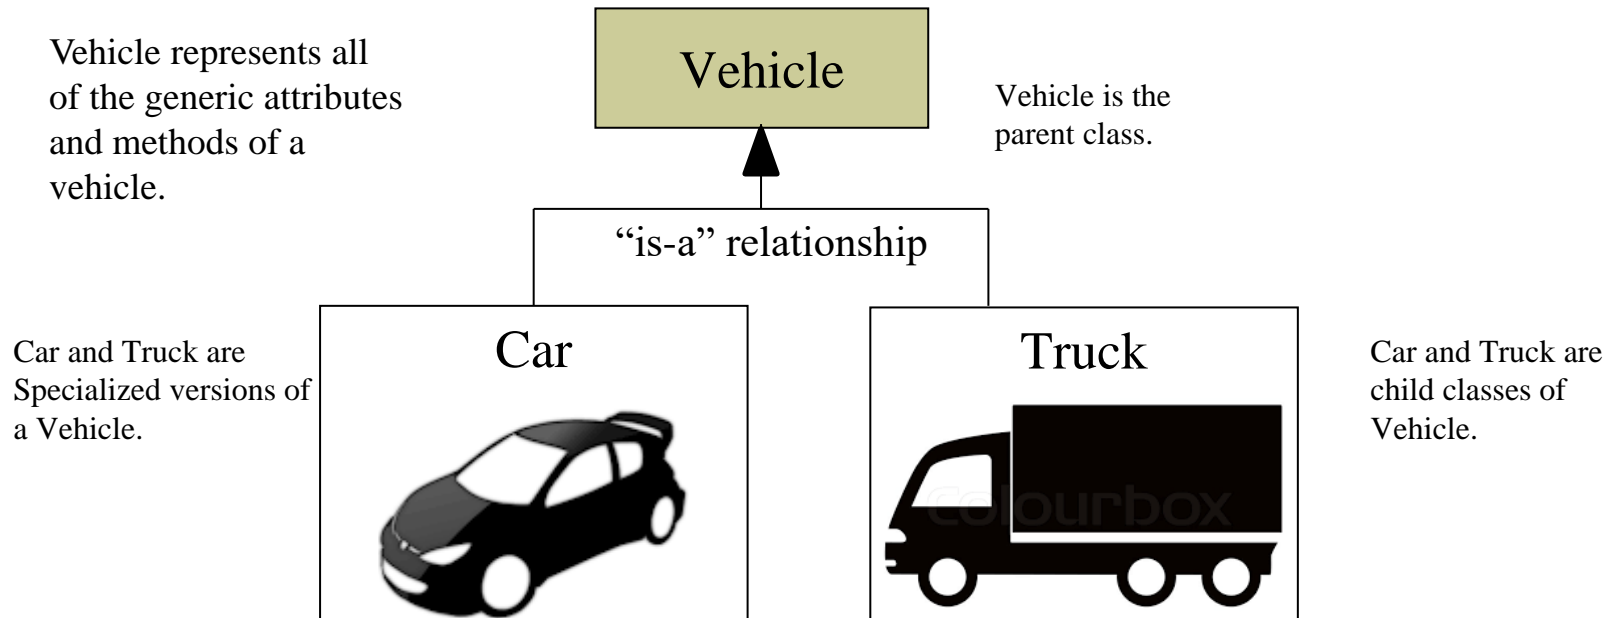 Vehicle represents all
of the generic attributes
and methods of a
vehicle.
Vehicle
Vehicle is the
parent class.
“is-a” relationship
Car and Truck are
Specialized versions of
a Vehicle.
Car
Truck
Car and Truck are
child classes of
Vehicle.
colourbox